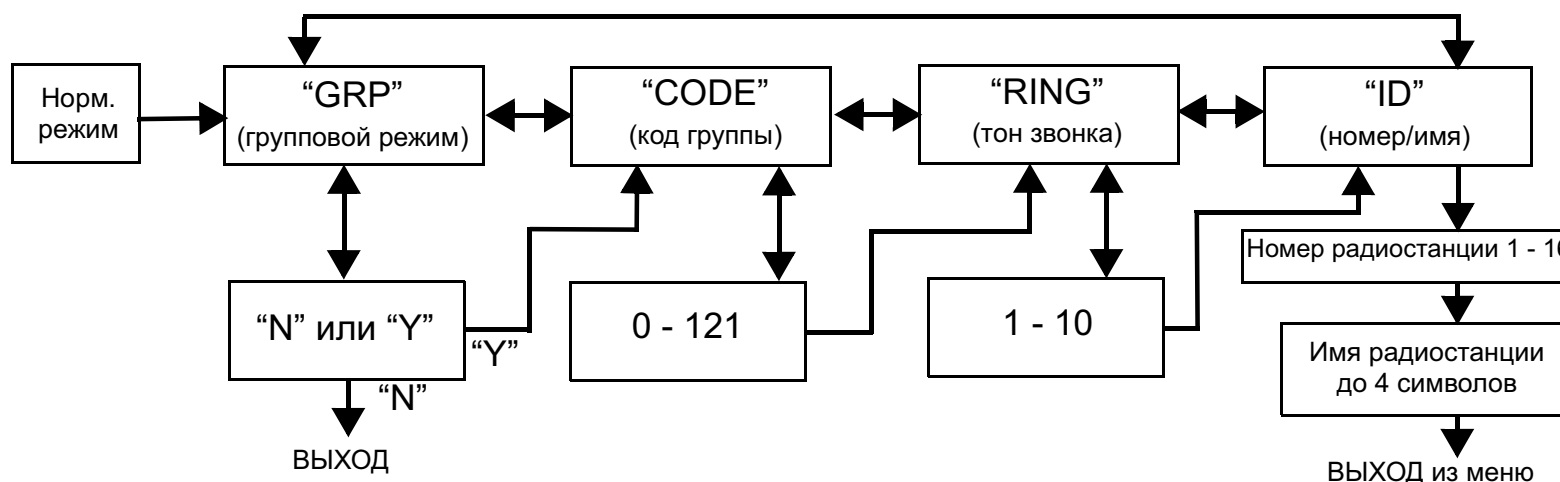 Норм.
режим
“GRP”
(групповой режим)
“CODE”
(код группы)
“RING”
(тон звонка)
“ID”
(номер/имя)
“N” или “Y”
“Y”
“N”
ВЫХОД
0 - 121
1 - 10
Номер радиостанции 1 - 16
Имя радиостанции
до 4 символов
ВЫХОД из меню